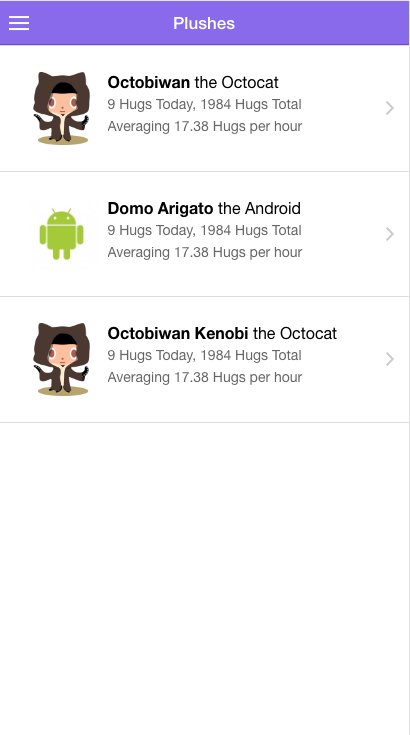 Plushes
Octobiwan the Octocat
9 Hugs Today, 1984 Hugs Total
Averaging 17.38 Hugs per hour
Domo Arigato the Android
9 Hugs Today, 1984 Hugs Total
Averaging 17.38 Hugs per hour
Octobiwan Kenobi the Octocat
9 Hugs Today, 1984 Hugs Total
Averaging 17.38 Hugs per hour